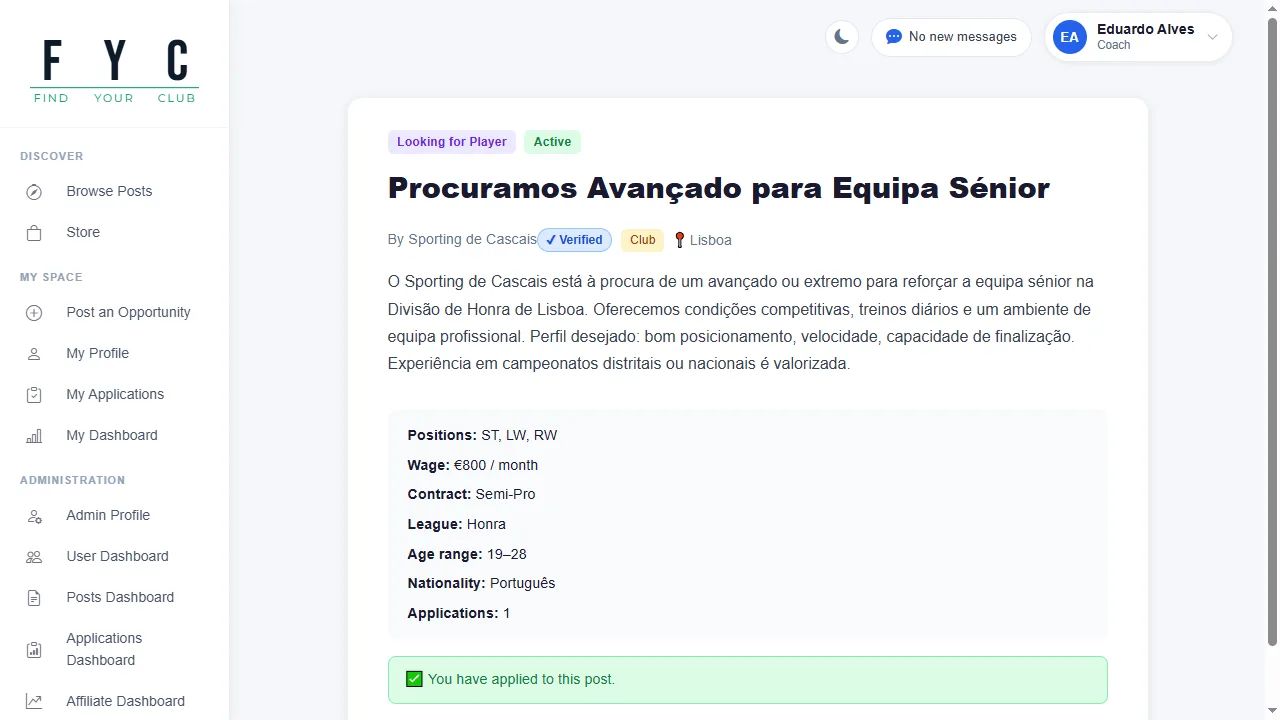 F Y C
FIND YOUR CLUB
DISCOVER
Browse Posts
Store
MY SPACE
Post an Opportunity
My Profile
My Applications
My Dashboard
ADMINISTRATION
Admin Profile
User Dashboard
Posts Dashboard
Applications
Dashboard
Affiliate Dashboard
No new messages
EA
Eduardo Alves
Coach
Looking for Player
Active
Procuramos Avançado para Equipa Sénior
By Sporting de Cascais ✓ Verified Club Lisboa
O Sporting de Cascais está à procura de um avançado ou extremo para reforçar a equipa sénior na
Divisão de Honra de Lisboa. Oferecemos condições competitivas, treinos diários e um ambiente de
equipa profissional. Perfil desejado: bom posicionamento, velocidade, capacidade de finalização.
Experiência em campeonatos distritais ou nacionais é valorizada.
Positions: ST, LW, RW
Wage: €800 / month
Contract: Semi-Pro
League: Honra
Age range: 19–28
Nationality: Português
Applications: 1
✅ You have applied to this post.